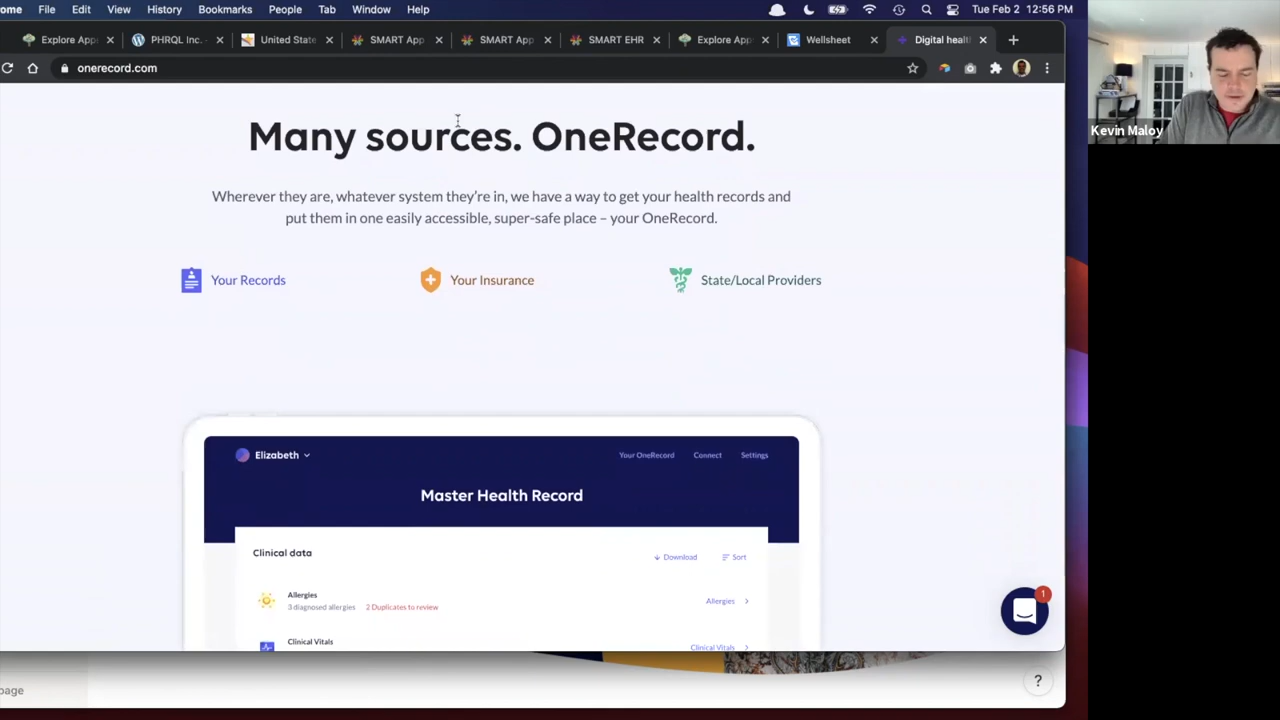 ome File Edit View History Bookmarks People Tab Window Help Tue Feb 2 12:56 PM
Explore App PHRQL Inc. - United State SMART App SMART App SMART EHR Explore App Wellsheet Digital healt
onerecord.com
Kevin Maloy
Many sources. OneRecord.
Wherever they are, whatever system they're in, we have a way to get your health records and
put them in one easily accessible, super-safe place – your OneRecord.
Your Records Your Insurance State/Local Providers
Elizabeth Your OneRecord Connect Settings
Master Health Record
Clinical data Download Sort
Allergies
3 diagnosed allergies 2 Duplicates to review Allergies
1
Clinical Vitals
Clinical Vitals
page ?